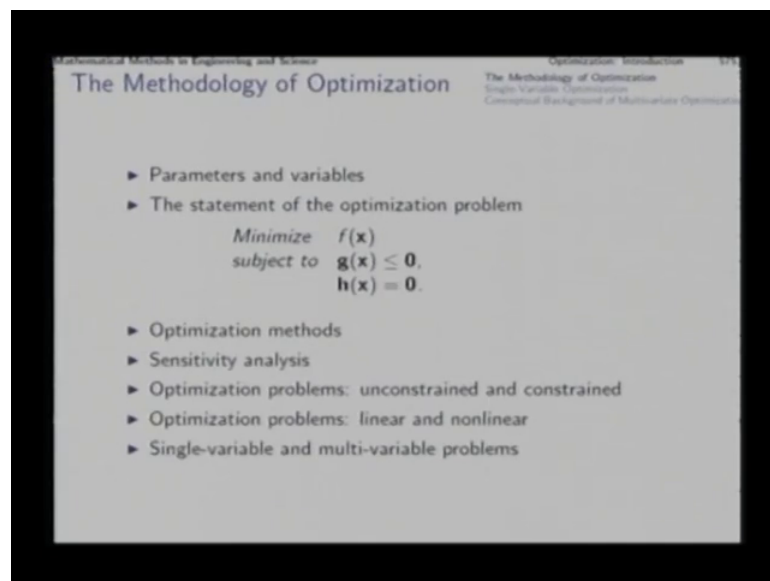 Mathematical Methods in Engineering and Science
Optimization: Introduction
575,
The Methodology of Optimization
The Methodology of Optimization
Single-Variable Optimization
Conceptual Background of Multivariate Optimization
► Parameters and variables
► The statement of the optimization problem
Minimize f(x)
subject to g(x) ≤ 0,
h(x) = 0.
► Optimization methods
► Sensitivity analysis
► Optimization problems: unconstrained and constrained
► Optimization problems: linear and nonlinear
► Single-variable and multi-variable problems